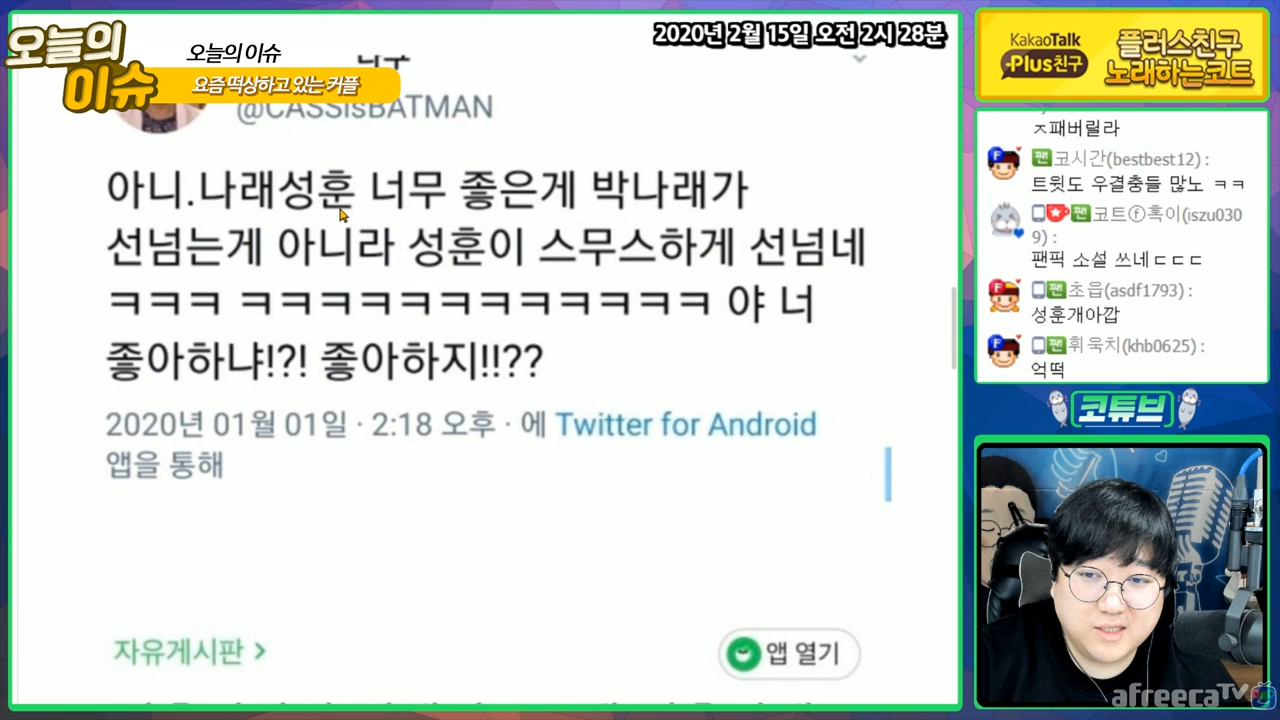 오늘의
이슈
오늘의 이슈
요즘 떡상하고 있는 커플
2020년 2월 15일 오전 2시 28분
@CASSisBATMAN
아니.나래성훈 너무 좋은게 박나래가
선넘는게 아니라 성훈이 스무스하게 선넘네
ㅋㅋㅋ ㅋㅋㅋㅋㅋㅋㅋㅋㅋㅋㅋㅋ 야 너
좋아하냐!?! 좋아하지!!??
2020년 01월 01일 · 2:18 오후 · 에 Twitter for Android
앱을 통해
자유게시판 >
앱 열기
KakaoTalk
Plus친구
플러스친구
노래하는코트
ㅈ패버릴라
팬 코시간(bestbest12) :
트윗도 우결충들 많노 ㅋㅋ
팬 코트ⓕ혹이(iszu030
9) :
팬픽 소설 쓰네ㄷㄷㄷ
팬 초읍(asdf1793) :
성훈개아깝
팬 휘욱치(khb0625) :
억떡
코튜브
afreecaTV